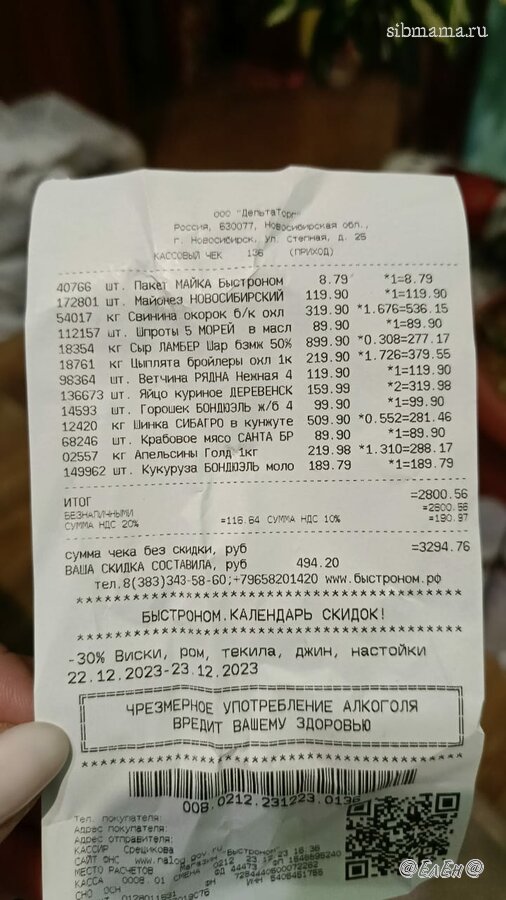 sibmama.ru
ООО "ДельтаТорг"
Россия, 630077, Новосибирская обл.,
г. Новосибирск, ул. Степная, д. 25
КАССОВЫЙ ЧЕК 136 (ПРИХОД)
40766 шт. Пакет МАЙКА Быстроном 8.79 *1=8.79
172801 шт. Майонез НОВОСИБИРСКИЙ 119.90 *1=119.90
54017 кг Свинина окорок б/к охл 319.90 *1.676=536.15
112157 шт. Шпроты 5 МОРЕЙ в масл 89.90 *1=89.90
18354 кг Сыр ЛАМБЕР Шар бзмж 50% 899.90 *0.308=277.17
18761 кг Цыплята бройлеры охл 1к 219.90 *1.726=379.55
98364 шт. Ветчина РЯДНА Нежная 4 119.90 *1=119.90
136673 шт. Яйцо куриное ДЕРЕВЕНСК 159.99 *2=319.98
14593 шт. Горошек БОНДЮЭЛЬ ж/б 4 99.90 *1=99.90
12420 кг Шинка СИБАГРО в кунжуте 509.90 *0.552=281.46
68246 шт. Крабовое мясо САНТА БР 89.90 *1=89.90
02557 кг Апельсины Голд 1кг 219.98 *1.310=288.17
149962 шт. Кукуруза БОНДЮЭЛЬ моло 189.79 *1=189.79
ИТОГ =2800.56
БЕЗНАЛИЧНЫМИ =2800.56
СУММА НДС 20% =116.64 СУММА НДС 10% =190.97
сумма чека без скидки, руб =3294.76
ВАША СКИДКА СОСТАВИЛА, руб 494.20
тел.8(383)343-58-60;+79658201420 www.быстроном.рф
БЫСТРОНОМ.КАЛЕНДАРЬ СКИДОК!
-30% Виски, ром, текила, джин, настойки
22.12.2023-23.12.2023
ЧРЕЗМЕРНОЕ УПОТРЕБЛЕНИЕ АЛКОГОЛЯ
ВРЕДИТ ВАШЕМУ ЗДОРОВЬЮ
008.0212.231223.0136
Тел. покупателя:
Адрес покупателя:
Адрес отправителя:
КАССИР Срецикова
САЙТ ФНС www.nalog.gov.ru
МЕСТО РАСЧЕТОВ Магазин "Быстроном"
КАССА 0008.01 СМЕНА
СНО ОСН ФН ИНН
@ЕлЕн@